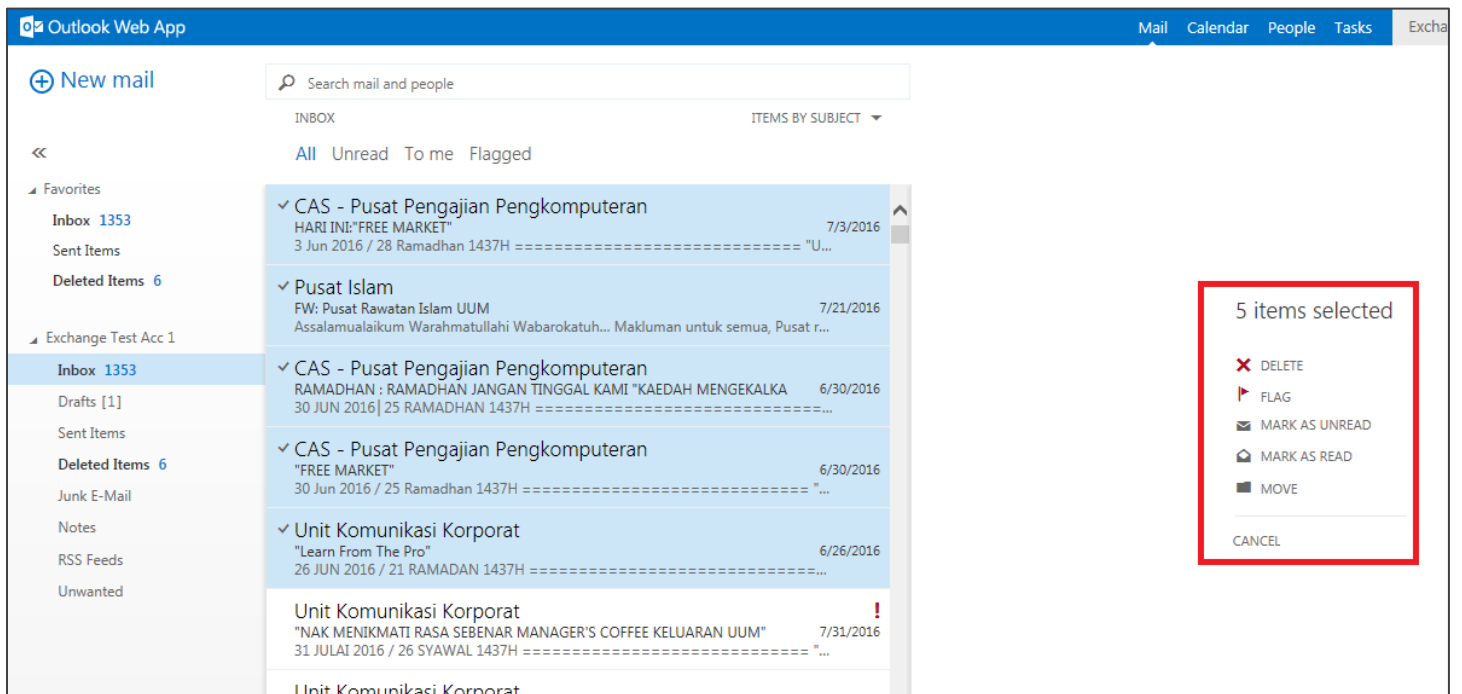 Outlook Web App
Mail Calendar People Tasks Excha
New mail
Search mail and people
INBOX ITEMS BY SUBJECT
All Unread To me Flagged
Favorites
Inbox 1353
Sent Items
Deleted Items 6
Exchange Test Acc 1
Inbox 1353
Drafts [1]
Sent Items
Deleted Items 6
Junk E-Mail
Notes
RSS Feeds
Unwanted
CAS - Pusat Pengajian Pengkomputeran
HARI INI:"FREE MARKET" 7/3/2016
3 Jun 2016 / 28 Ramadhan 1437H ============================= "U...
Pusat Islam
FW: Pusat Rawatan Islam UUM 7/21/2016
Assalamualaikum Warahmatullahi Wabarokatuh... Makluman untuk semua, Pusat r...
CAS - Pusat Pengajian Pengkomputeran
RAMADHAN : RAMADHAN JANGAN TINGGAL KAMI "KAEDAH MENGEKALKA 6/30/2016
30 JUN 2016| 25 RAMADHAN 1437H =============================...
CAS - Pusat Pengajian Pengkomputeran
"FREE MARKET" 6/30/2016
30 Jun 2016 / 25 Ramadhan 1437H ============================= "...
Unit Komunikasi Korporat
"Learn From The Pro" 6/26/2016
26 JUN 2016 / 21 RAMADAN 1437H =============================...
Unit Komunikasi Korporat !
"NAK MENIKMATI RASA SEBENAR MANAGER'S COFFEE KELUARAN UUM" 7/31/2016
31 JULAI 2016 / 26 SYAWAL 1437H ============================= "...
Unit Komunikasi Korporat
5 items selected
DELETE
FLAG
MARK AS UNREAD
MARK AS READ
MOVE
CANCEL